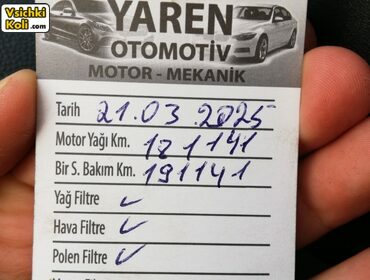 Vsichki
Koli.com
YAREN
OTOMOTİV
MOTOR - MEKANİK
Tarih 21.03.2025
Motor Yağı Km. 181141
Bir S. Bakım Km. 191141
Yağ Filtre ✓
Hava Filtre ✓
Polen Filtre ✓